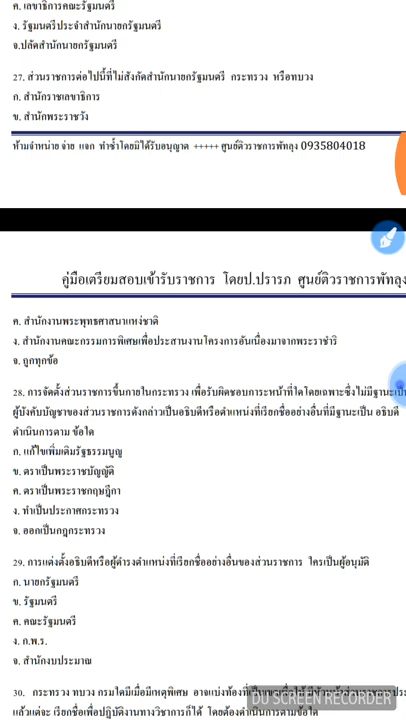 ค. เลขาธิการคณะรัฐมนตรี
ง. รัฐมนตรีประจำสำนักนายกรัฐมนตรี
จ.ปลัดสำนักนายกรัฐมนตรี
27. ส่วนราชการต่อไปนี้ที่ไม่สังกัดสำนักนายกรัฐมนตรี กระทรวง หรือทบวง
ก. สำนักราชเลขาธิการ
ข. สำนักพระราชวัง
ห้ามจำหน่าย จ่าย แจก ทำซ้ำโดยมิได้รับอนุญาต +++++ ศูนย์ติวราชการพัทลุง 0935804018
คู่มือเตรียมสอบเข้ารับราชการ โดยป.ปรารภ ศูนย์ติวราชการพัทลุง
ค. สำนักงานพระพุทธศาสนาแห่งชาติ
ง. สำนักงานคณะกรรมการพิเศษเพื่อประสานงานโครงการอันเนื่องมาจากพระราชำริ
จ. ถูกทุกข้อ
28. การจัดตั้งส่วนราชการขึ้นภายในกระทรวง เพื่อรับผิดชอบภาระหน้าที่ใดโดยเฉพาะซึ่งไม่มีฐานะเป็
ผู้บังคับบัญชาของส่วนราชการดังกล่าวเป็นอธิบดีหรือตำแหน่งที่เรียกชื่ออย่างอื่นที่มีฐานะเป็น อธิบดี
ดำเนินการตาม ข้อใด
ก. แก้ไขเพิ่มเติมรัฐธรรมนูญ
ข. ตราเป็นพระราชบัญญัติ
ค. ตราเป็นพระราชกฤษฎีกา
ง. ทำเป็นประกาศกระทรวง
จ. ออกเป็นกฎกระทรวง
29. การแต่งตั้งอธิบดีหรือผู้ดำรงตำแหน่งที่เรียกชื่ออย่างอื่นของส่วนราชการ ใครเป็นผู้อนุมัติ
ก. นายกรัฐมนตรี
ข. รัฐมนตรี
ค. คณะรัฐมนตรี
ง. ก.พ.ร.
จ. สำนักงบประมาณ
30. กระทรวง ทบวง กรมใดมีเมื่อมีเหตุพิเศษ อาจแบ่งท้องที่
DU SCREEN RECORDER
แล้วแต่จะ เรียกชื่อเพื่อปฏิบัติงานทางวิชาการก็ได้ โดยต้องดำเนินการตามข้อใด